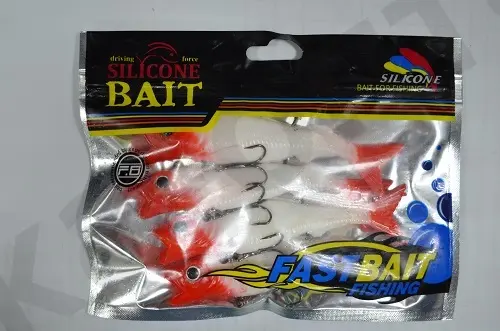 driving force
SILICONE
BAIT
SILICONE
BAIT FOR FISHING
F.B
FASTBAIT
FISHING